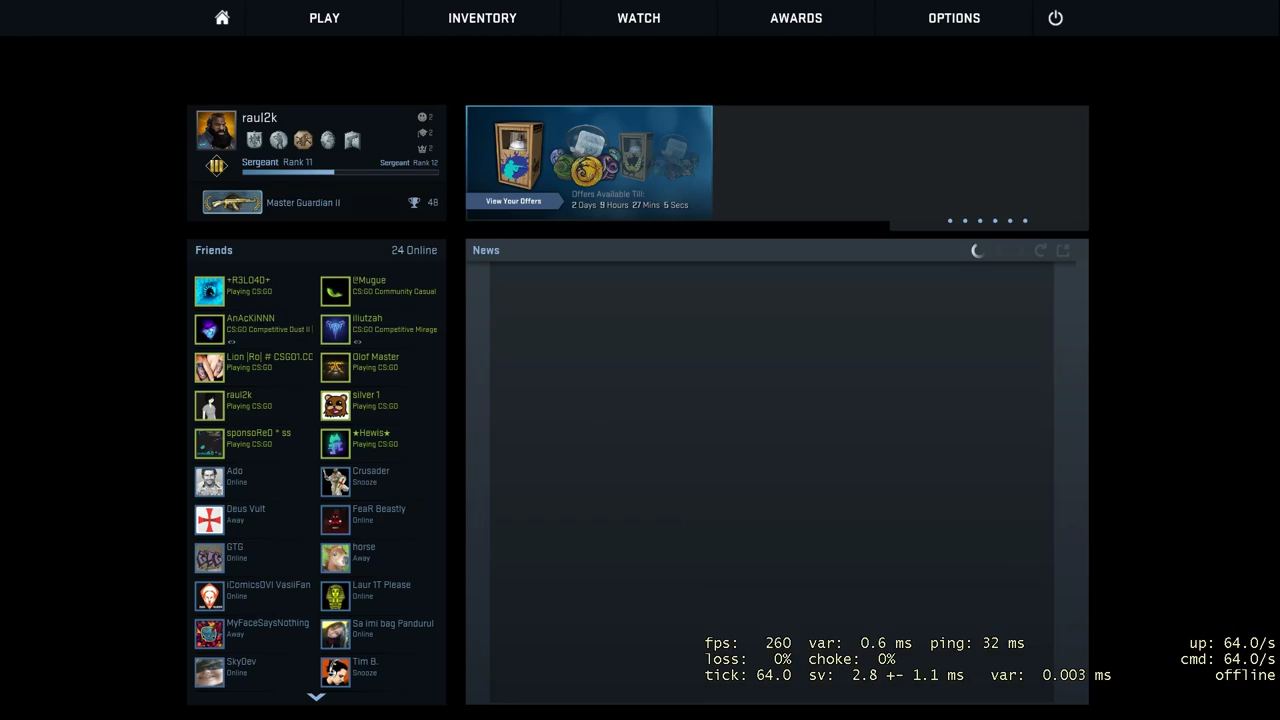 PLAY
INVENTORY
WATCH
AWARDS
OPTIONS
raul2k
2
2
2
Sergeant Rank 11
Sergeant Rank 12
Master Guardian II
48
View Your Offers
Offers Available Till:
2 Days 9 Hours 27 Mins 5 Secs
Friends
24 Online
News
+R3LO4D+
Playing CS:GO
@Mugue
CS:GO Community Casual
AnAcKiNNN
CS:GO Competitive Dust II |
iliutzah
CS:GO Competitive Mirage
Lion |Ro| # CSGO1.CO
Playing CS:GO
Olof Master
Playing CS:GO
raul2k
Playing CS:GO
silver 1
Playing CS:GO
sponsoReD * ss
Playing CS:GO
★Hewis★
Playing CS:GO
Ado
Online
Crusader
Snooze
Deus Vult
Away
FeaR Beastly
Online
GTG
Online
horse
Away
iComicsOVI VasiiFan
Online
Laur 1T Please
Online
MyFaceSaysNothing
Away
Sa imi bag Pandurul
Online
SkyDev
Online
Tim B.
Snooze
fps: 260 var: 0.6 ms ping: 32 ms
loss: 0% choke: 0%
tick: 64.0 sv: 2.8 +- 1.1 ms var: 0.003 ms
up: 64.0/s
cmd: 64.0/s
offline